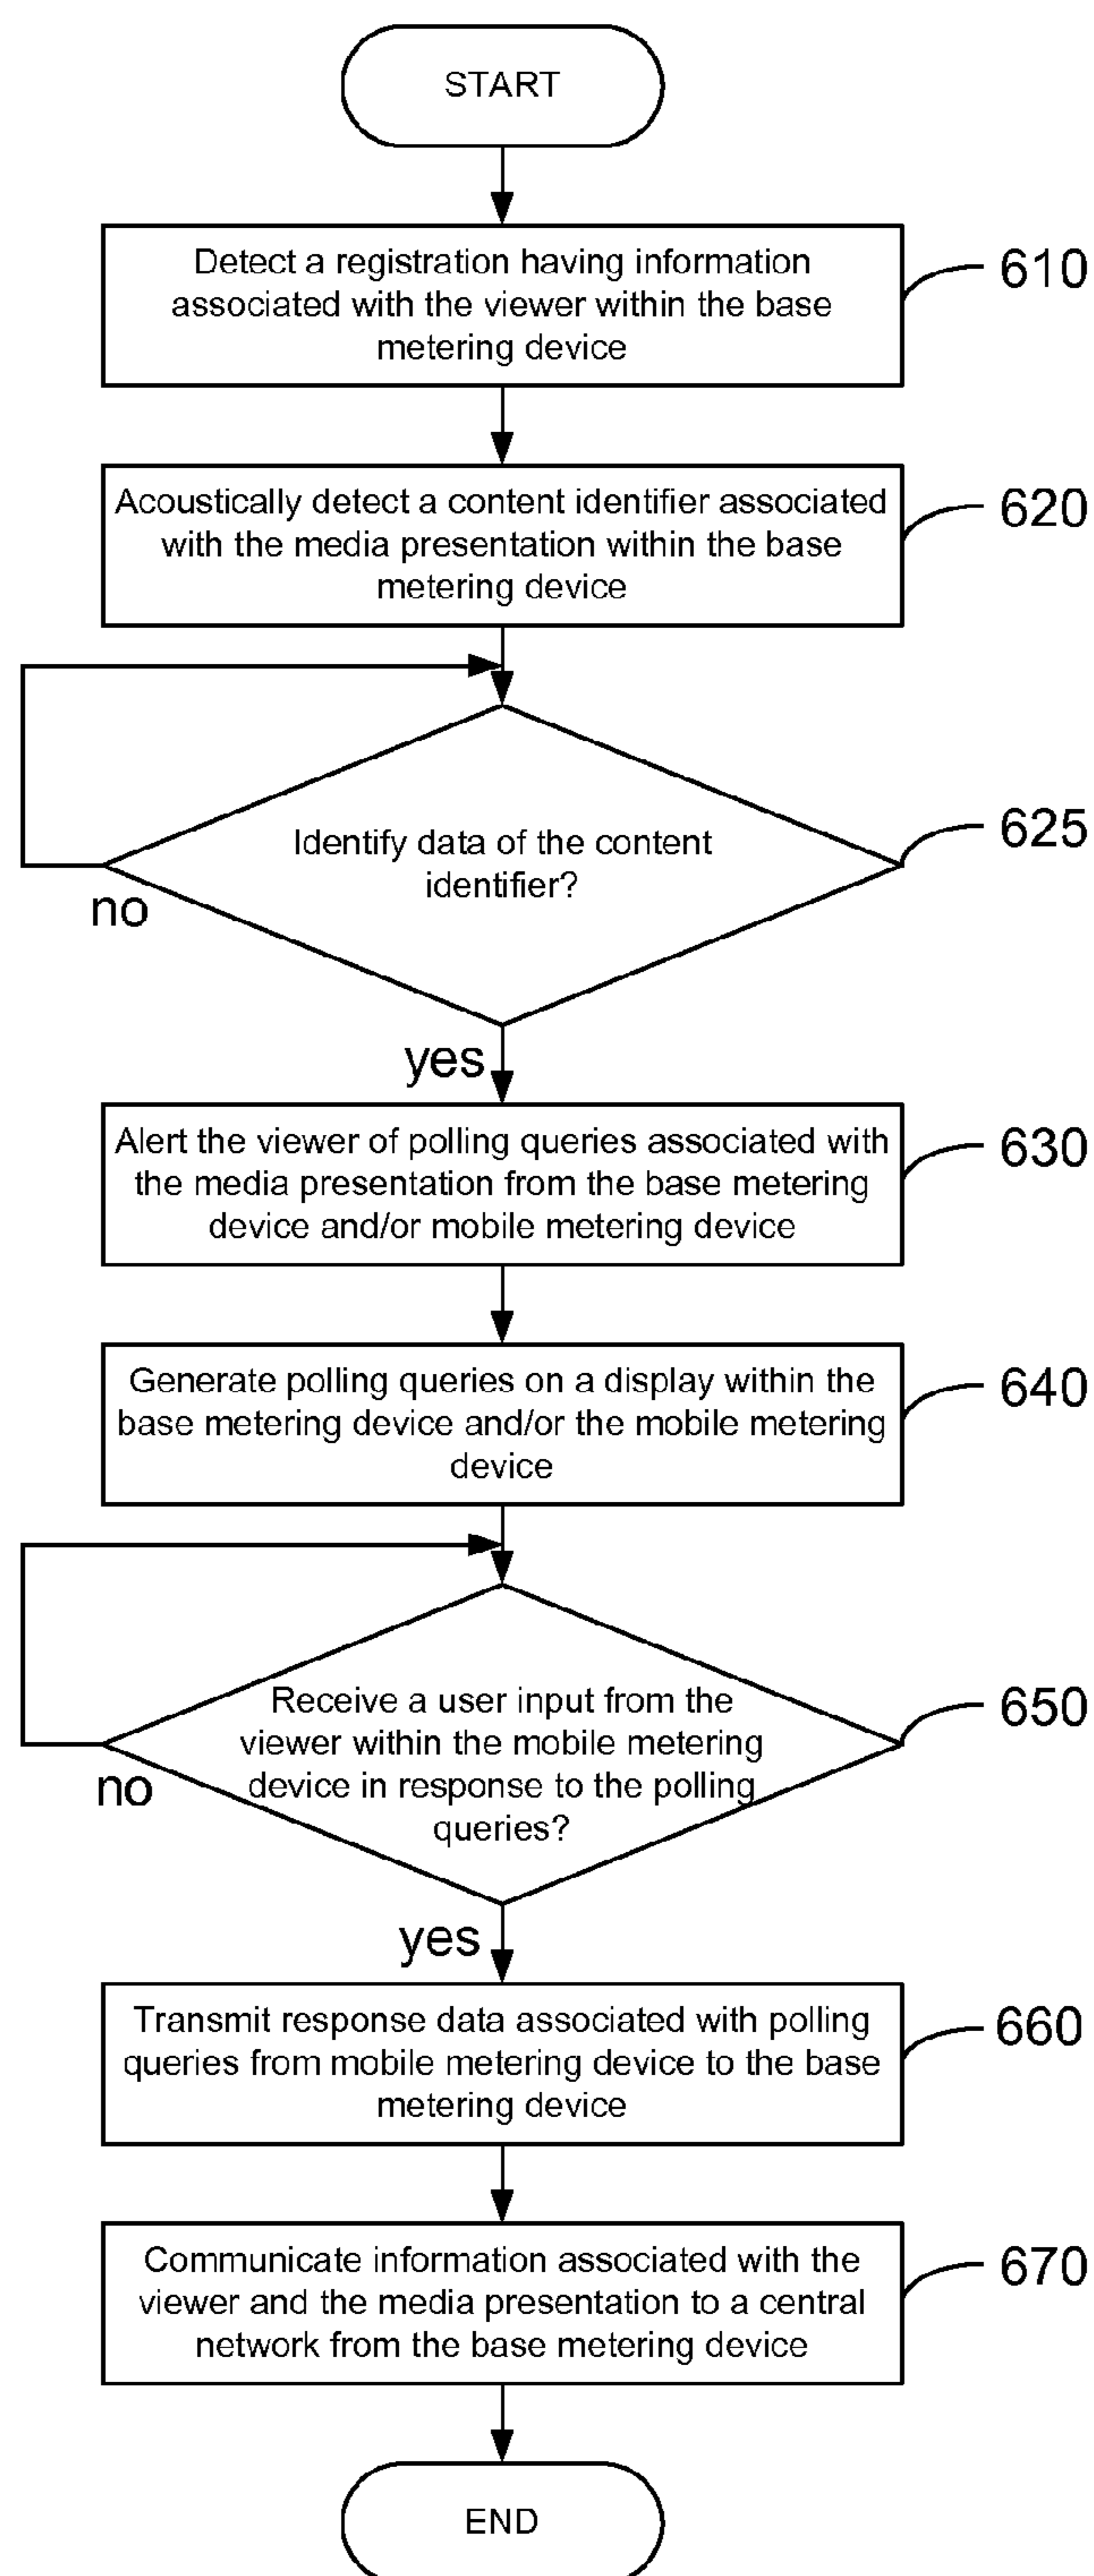 START
Detect a registration having information
associated with the viewer within the base
metering device
610
Acoustically detect a content identifier associated
with the media presentation within the base
metering device
620
Identify data of the content
identifier?
625
no
yes
Alert the viewer of polling queries associated with
the media presentation from the base metering
device and/or mobile metering device
630
Generate polling queries on a display within the
base metering device and/or the mobile metering
device
640
Receive a user input from the
viewer within the mobile metering
device in response to the polling
queries?
650
no
yes
Transmit response data associated with polling
queries from mobile metering device to the base
metering device
660
Communicate information associated with the
viewer and the media presentation to a central
network from the base metering device
670
END